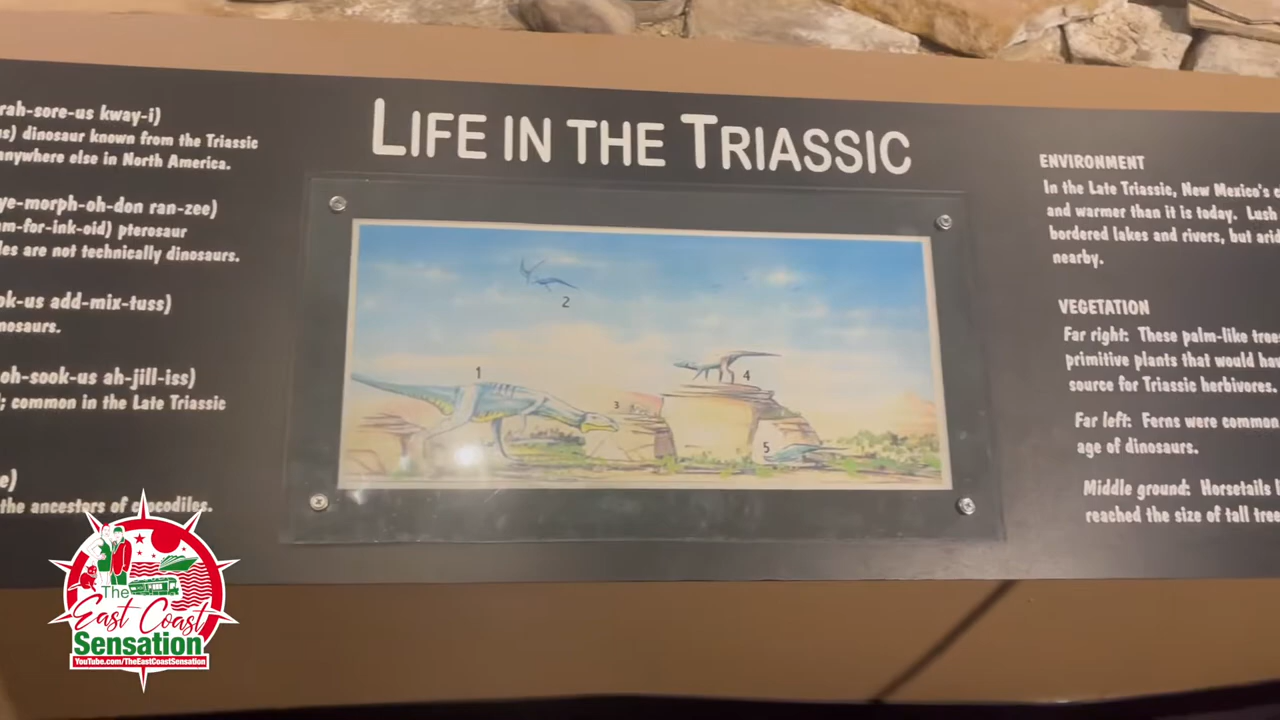 LIFE IN THE TRIASSIC
rah-sore-us kway-i)
s) dinosaur known from the Triassic
anywhere else in North America.
ye-morph-oh-don ran-zee)
m-for-ink-oid) pterosaur
les are not technically dinosaurs.
ok-us add-mix-tuss)
nosaurs.
oh-sook-us ah-jill-iss)
; common in the Late Triassic
e)
the ancestors of crocodiles.
1
2
3
4
5
ENVIRONMENT
In the Late Triassic, New Mexico's c
and warmer than it is today. Lush
bordered lakes and rivers, but arid
nearby.
VEGETATION
Far right: These palm-like tree
primitive plants that would hav
source for Triassic herbivores.
Far left: Ferns were common
age of dinosaurs.
Middle ground: Horsetails li
reached the size of tall tree
The
East Coast
Sensation
YouTube.com/TheEastCoastSensation